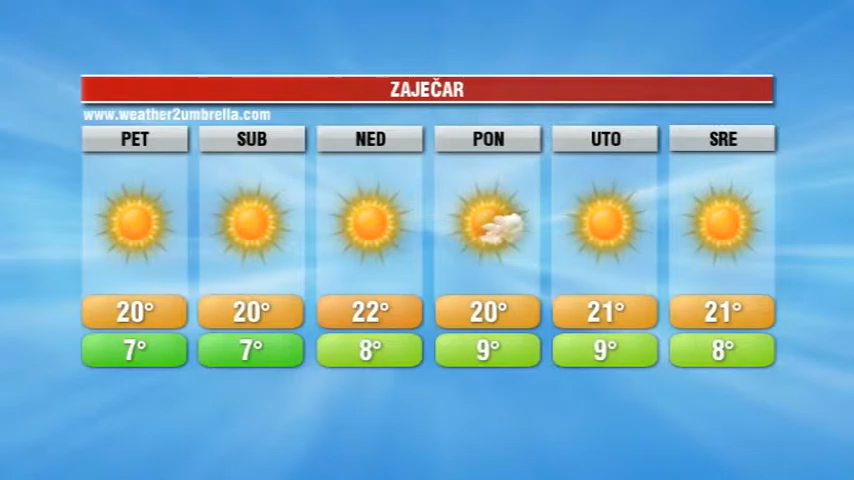 ZAJEČAR
www.weather2umbrella.com
PET SUB NED PON UTO SRE
20° 20° 22° 20° 21° 21°
7° 7° 8° 9° 9° 8°